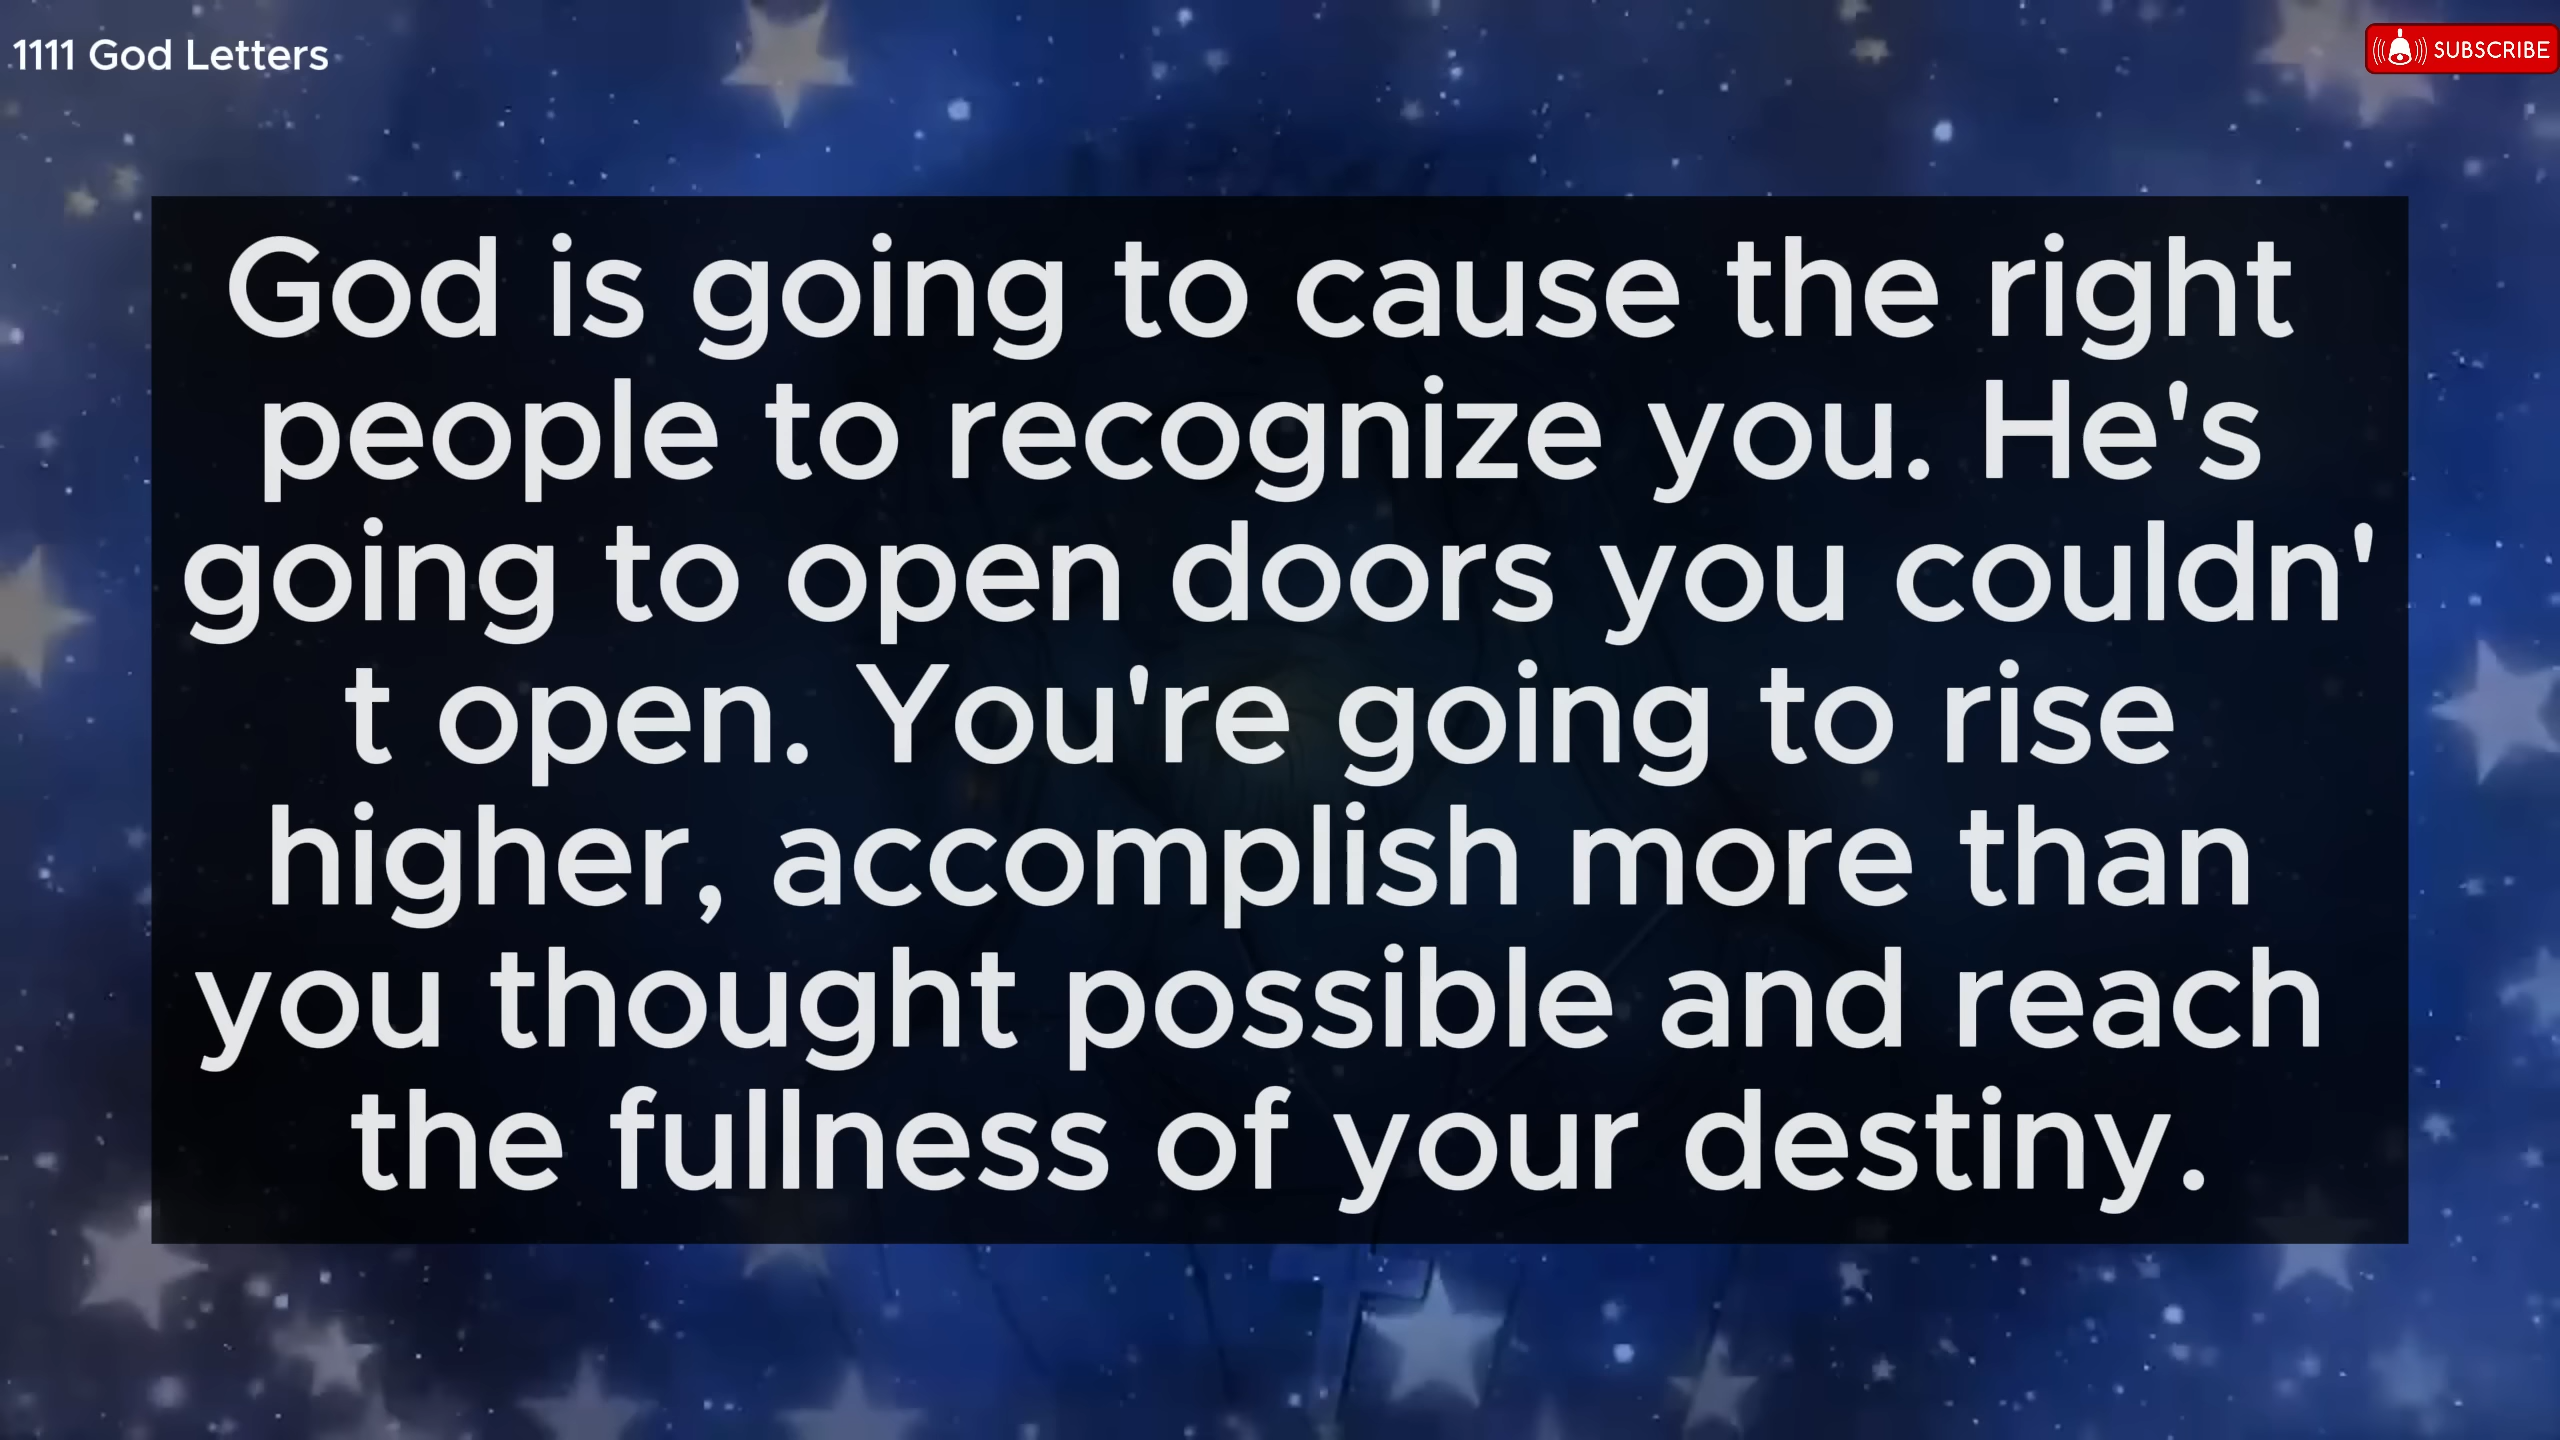 1111 God Letters
SUBSCRIBE
God is going to cause the right
people to recognize you. He's
going to open doors you couldn'
t open. You're going to rise
higher, accomplish more than
you thought possible and reach
the fullness of your destiny.